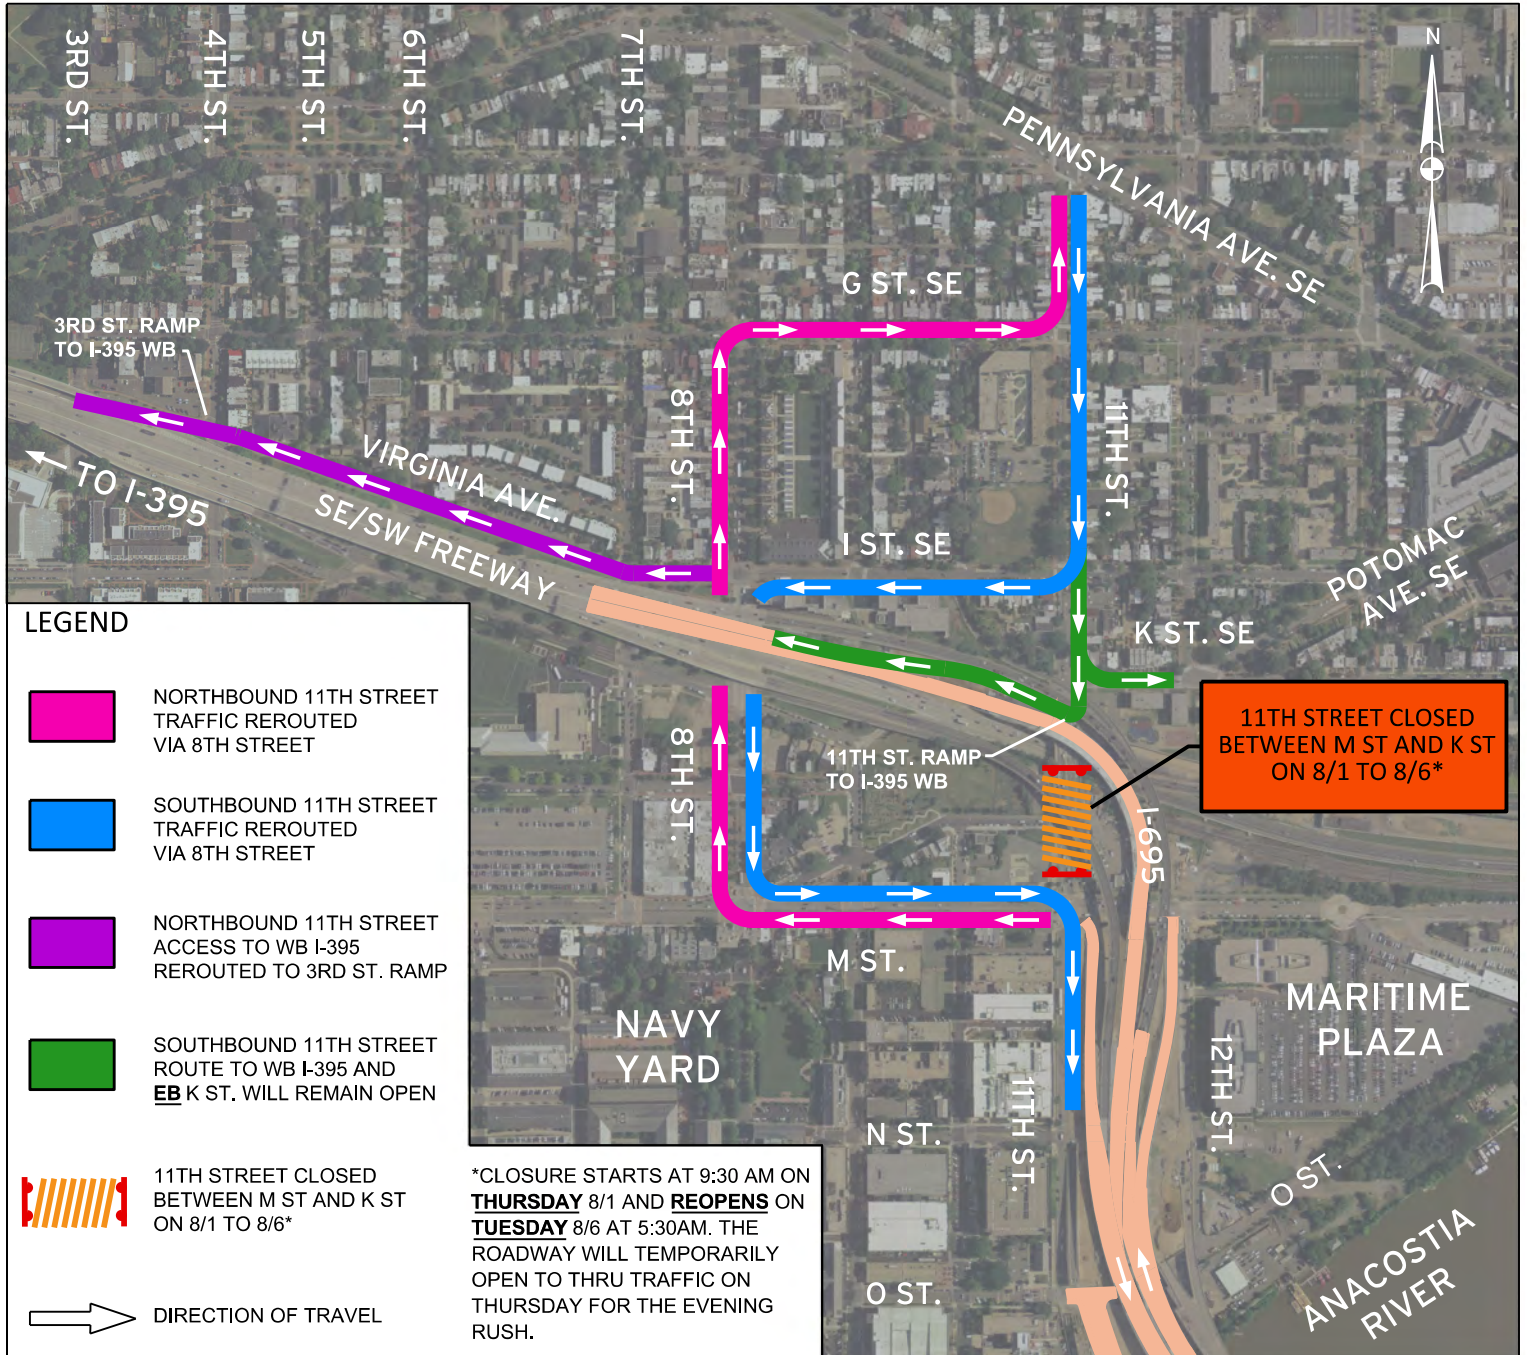 3RD ST.
4TH ST.
5TH ST.
6TH ST.
7TH ST.
N
PENNSYLVANIA AVE. SE
G ST. SE
3RD ST. RAMP
TO I-395 WB
8TH ST.
11TH ST.
VIRGINIA AVE.
TO I-395
SE/SW FREEWAY
I ST. SE
POTOMAC
AVE. SE
K ST. SE
11TH STREET CLOSED
BETWEEN M ST AND K ST
ON 8/1 TO 8/6*
8TH ST.
11TH ST. RAMP
TO I-395 WB
I-695
M ST.
NAVY
YARD
MARITIME
PLAZA
12TH ST.
11TH ST.
N ST.
O ST.
O ST.
ANACOSTIA
RIVER
LEGEND
NORTHBOUND 11TH STREET
TRAFFIC REROUTED
VIA 8TH STREET
SOUTHBOUND 11TH STREET
TRAFFIC REROUTED
VIA 8TH STREET
NORTHBOUND 11TH STREET
ACCESS TO WB I-395
REROUTED TO 3RD ST. RAMP
SOUTHBOUND 11TH STREET
ROUTE TO WB I-395 AND
EB K ST. WILL REMAIN OPEN
11TH STREET CLOSED
BETWEEN M ST AND K ST
ON 8/1 TO 8/6*
DIRECTION OF TRAVEL
*CLOSURE STARTS AT 9:30 AM ON
THURSDAY 8/1 AND REOPENS ON
TUESDAY 8/6 AT 5:30AM. THE
ROADWAY WILL TEMPORARILY
OPEN TO THRU TRAFFIC ON
THURSDAY FOR THE EVENING
RUSH.